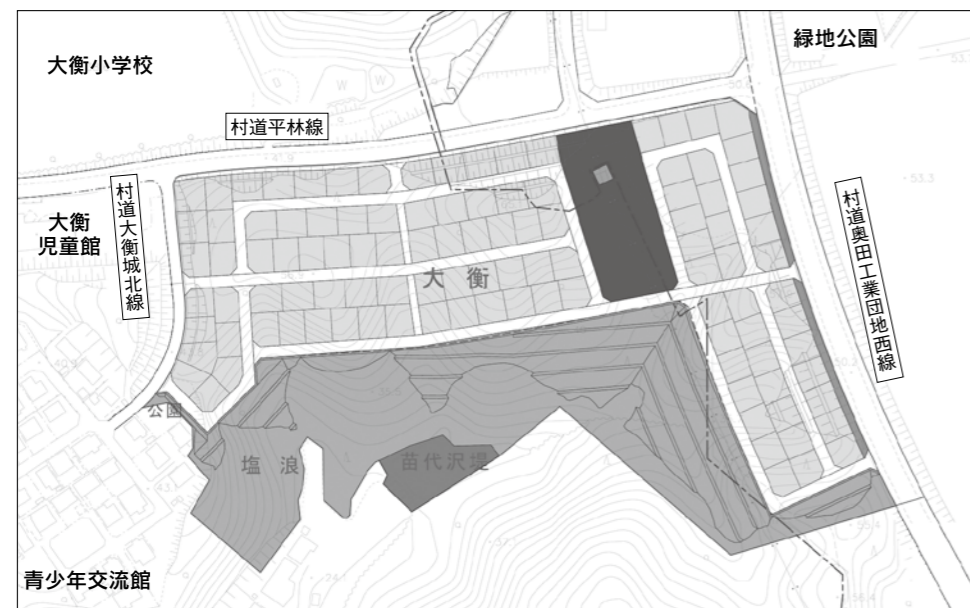 大衡小学校
緑地公園
村道平林線
村道大衡城北線
大衡
児童館
大衡
53.3
村道奥田工業団地西線
公園
塩浪
苗代沢堤
青少年交流館